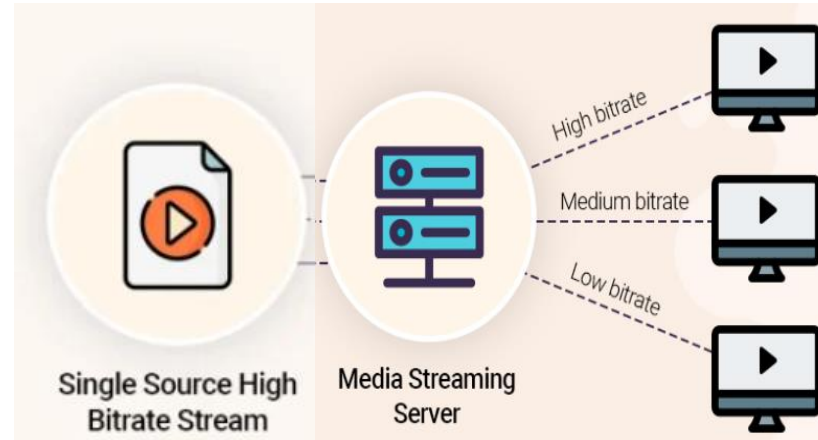 High bitrate
Medium bitrate
Low bitrate
Single Source High
Bitrate Stream
Media Streaming
Server